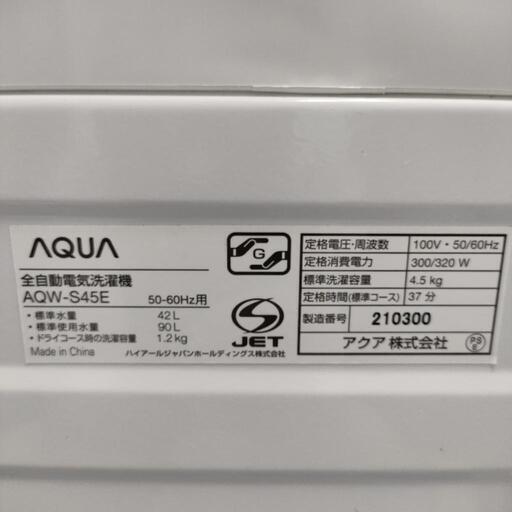 AQUA
全自動電気洗濯機
AQW-S45E 50-60Hz用
・標準水量 42L
・標準使用水量 90L
・ドライコース時の洗濯容量 1.2kg
Made in China ハイアールジャパンホールディングス株式会社
G
S
JET
定格電圧・周波数 100V・50/60Hz
定格消費電力 300/320 W
標準洗濯容量 4.5 kg
定格時間(標準コース) 37 分
製造番号 210300
アクア 株式会社
PS
E